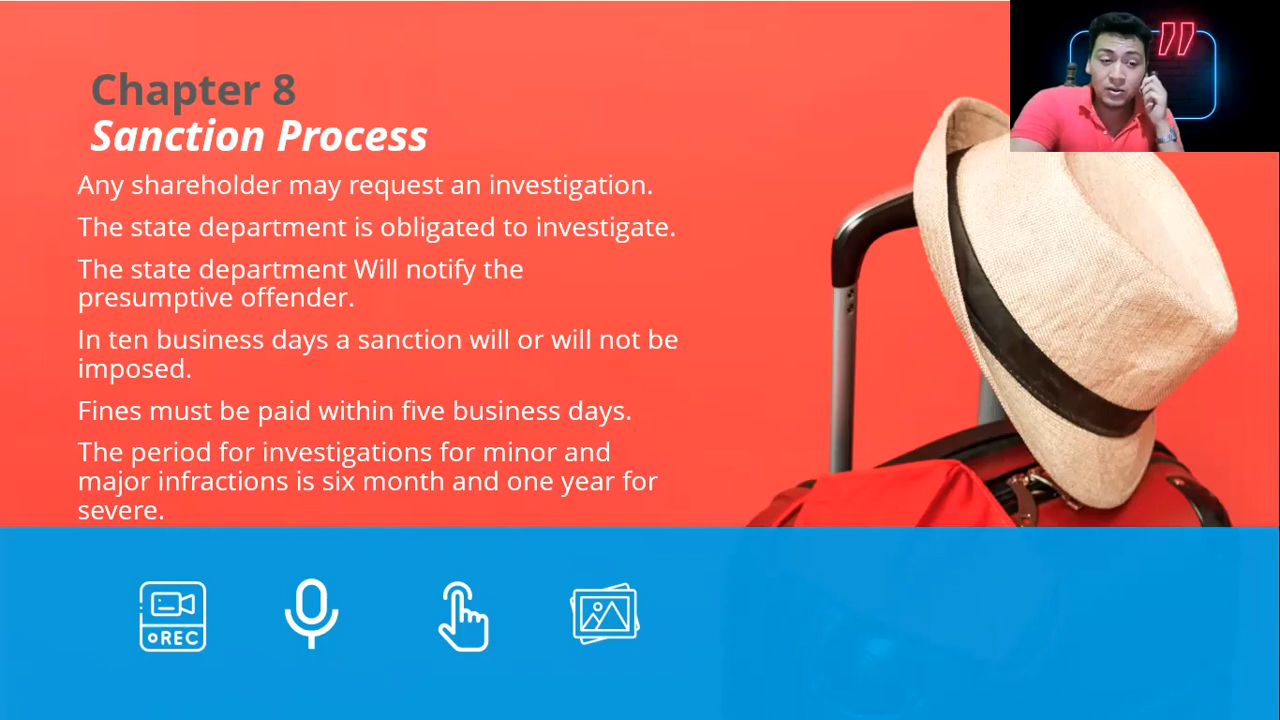 Chapter 8
Sanction Process
Any shareholder may request an investigation.
The state department is obligated to investigate.
The state department Will notify the
presumptive offender.
In ten business days a sanction will or will not be
imposed.
Fines must be paid within five business days.
The period for investigations for minor and
major infractions is six month and one year for
severe.
REC